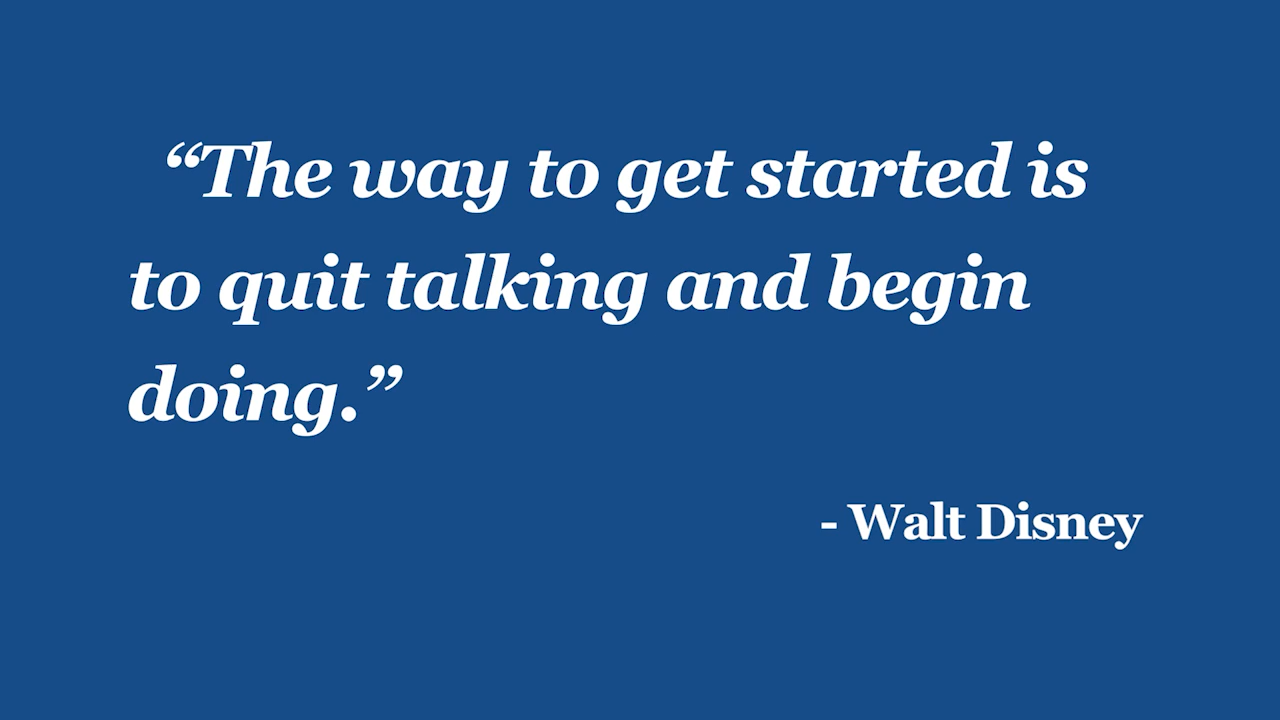 “The way to get started is
to quit talking and begin
doing.”
- Walt Disney